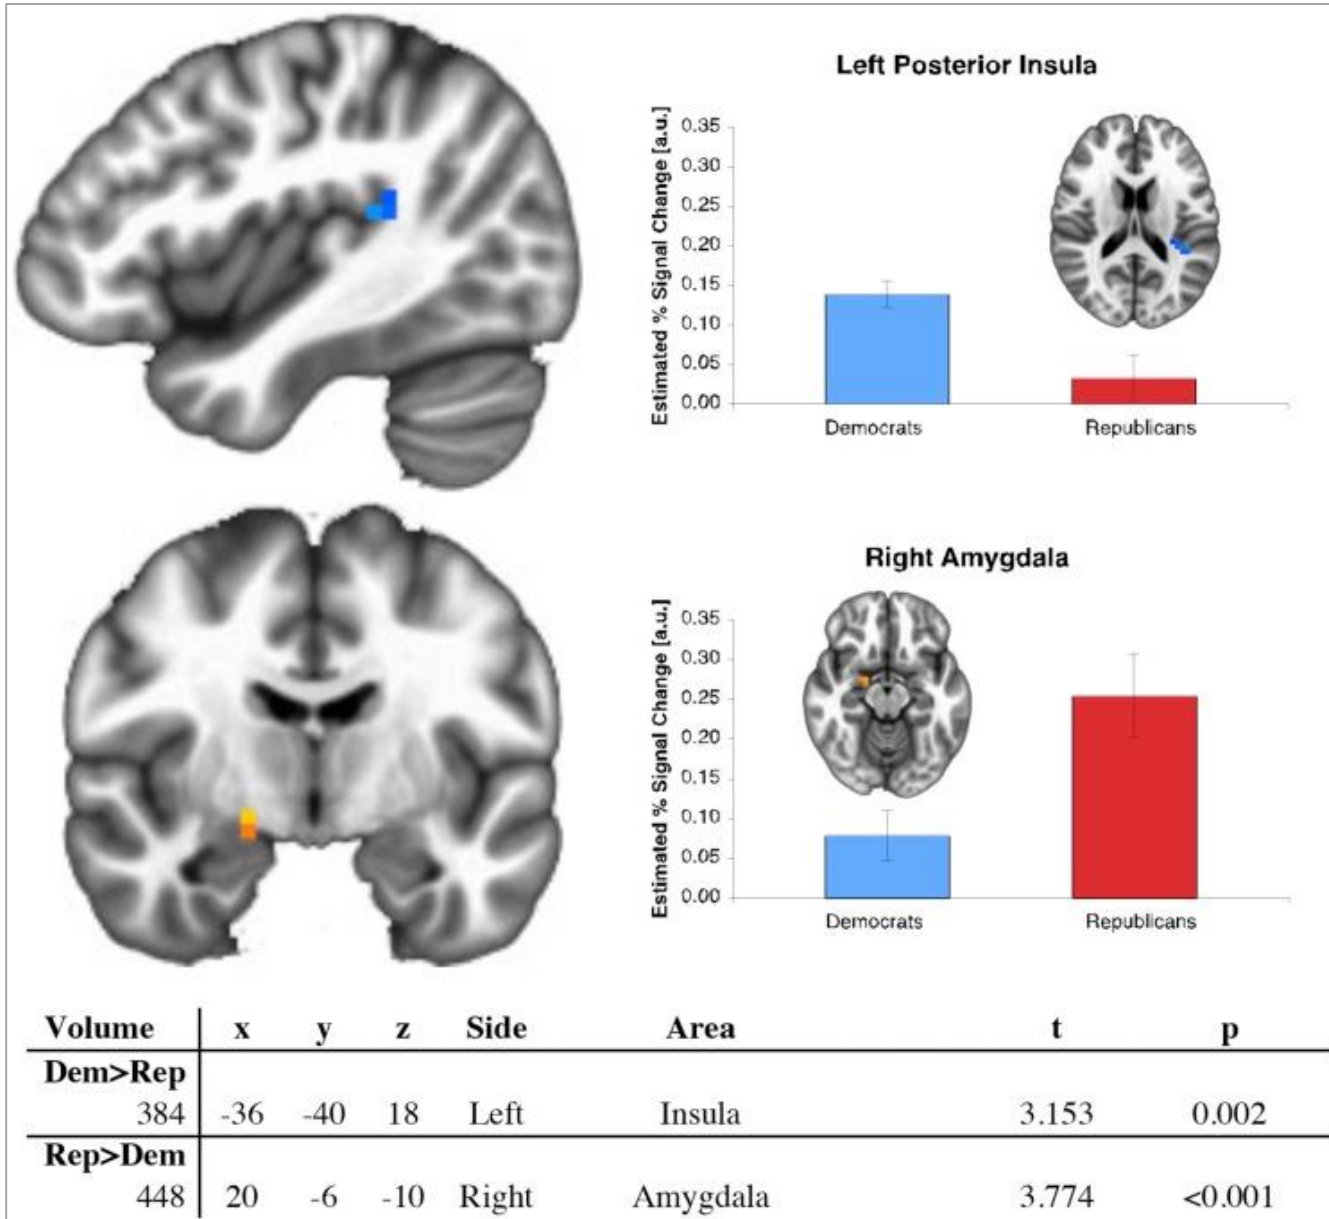 Left Posterior Insula
Estimated % Signal Change [a.u.]
0.35
0.30
0.25
0.20
0.15
0.10
0.05
0.00
Democrats Republicans
Right Amygdala
Estimated % Signal Change [a.u.]
0.35
0.30
0.25
0.20
0.15
0.10
0.05
0.00
Democrats Republicans
Volume x y z Side Area t p
Dem>Rep
384 -36 -40 18 Left Insula 3.153 0.002
Rep>Dem
448 20 -6 -10 Right Amygdala 3.774 <0.001